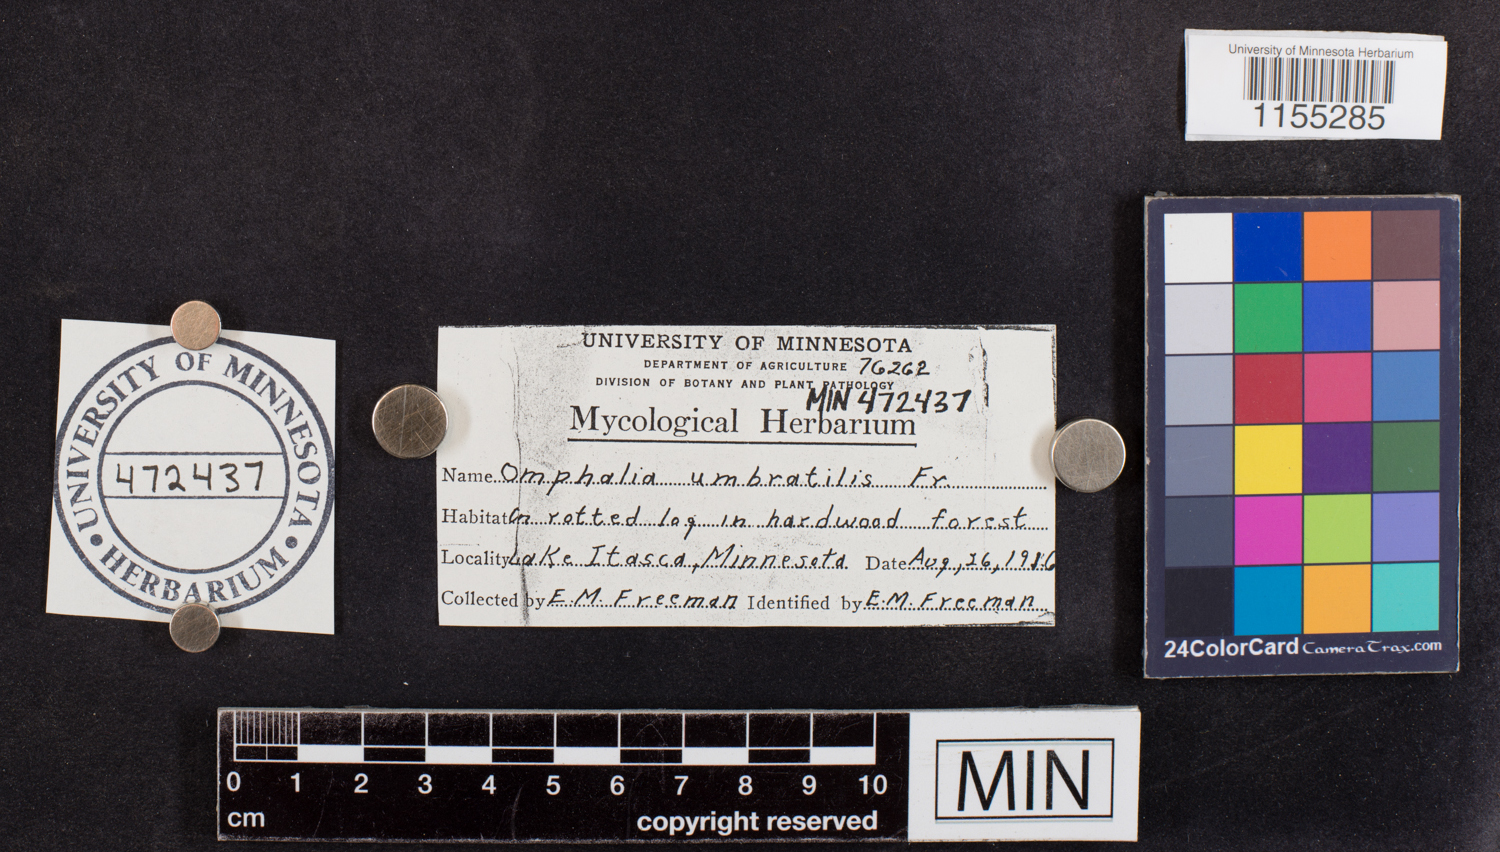 University of Minnesota Herbarium
1155285
UNIVERSITY OF MINNESOTA
472437
• HERBARIUM •
UNIVERSITY OF MINNESOTA
DEPARTMENT OF AGRICULTURE 76262
DIVISION OF BOTANY AND PLANT PATHOLOGY
MIN 472437
Mycological Herbarium
Name Omphalia umbratilis Fr.
Habitat On rotted log in hardwood forest
Locality Lake Itasca, Minnesota. Date Aug, 26,
Collected by E.M. Freeman Identified by E.M. Freeman
24ColorCard CameraTrax.com
0 1 2 3 4 5 6 7 8 9 10
cm
copyright reserved
MIN